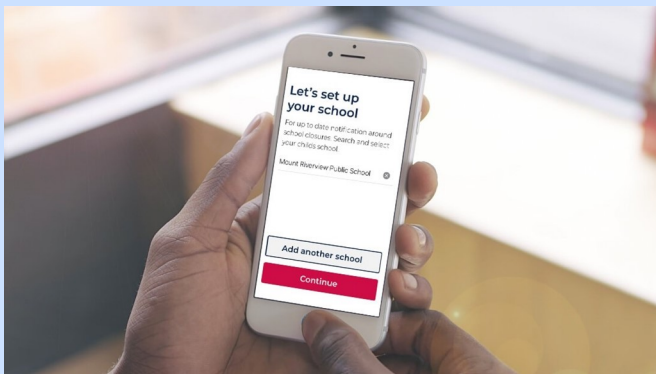 Let's set up
your school
For up to date notification around
school closures. Search and select
your childs school
Mount Riverview Public School
Add another school
Continue